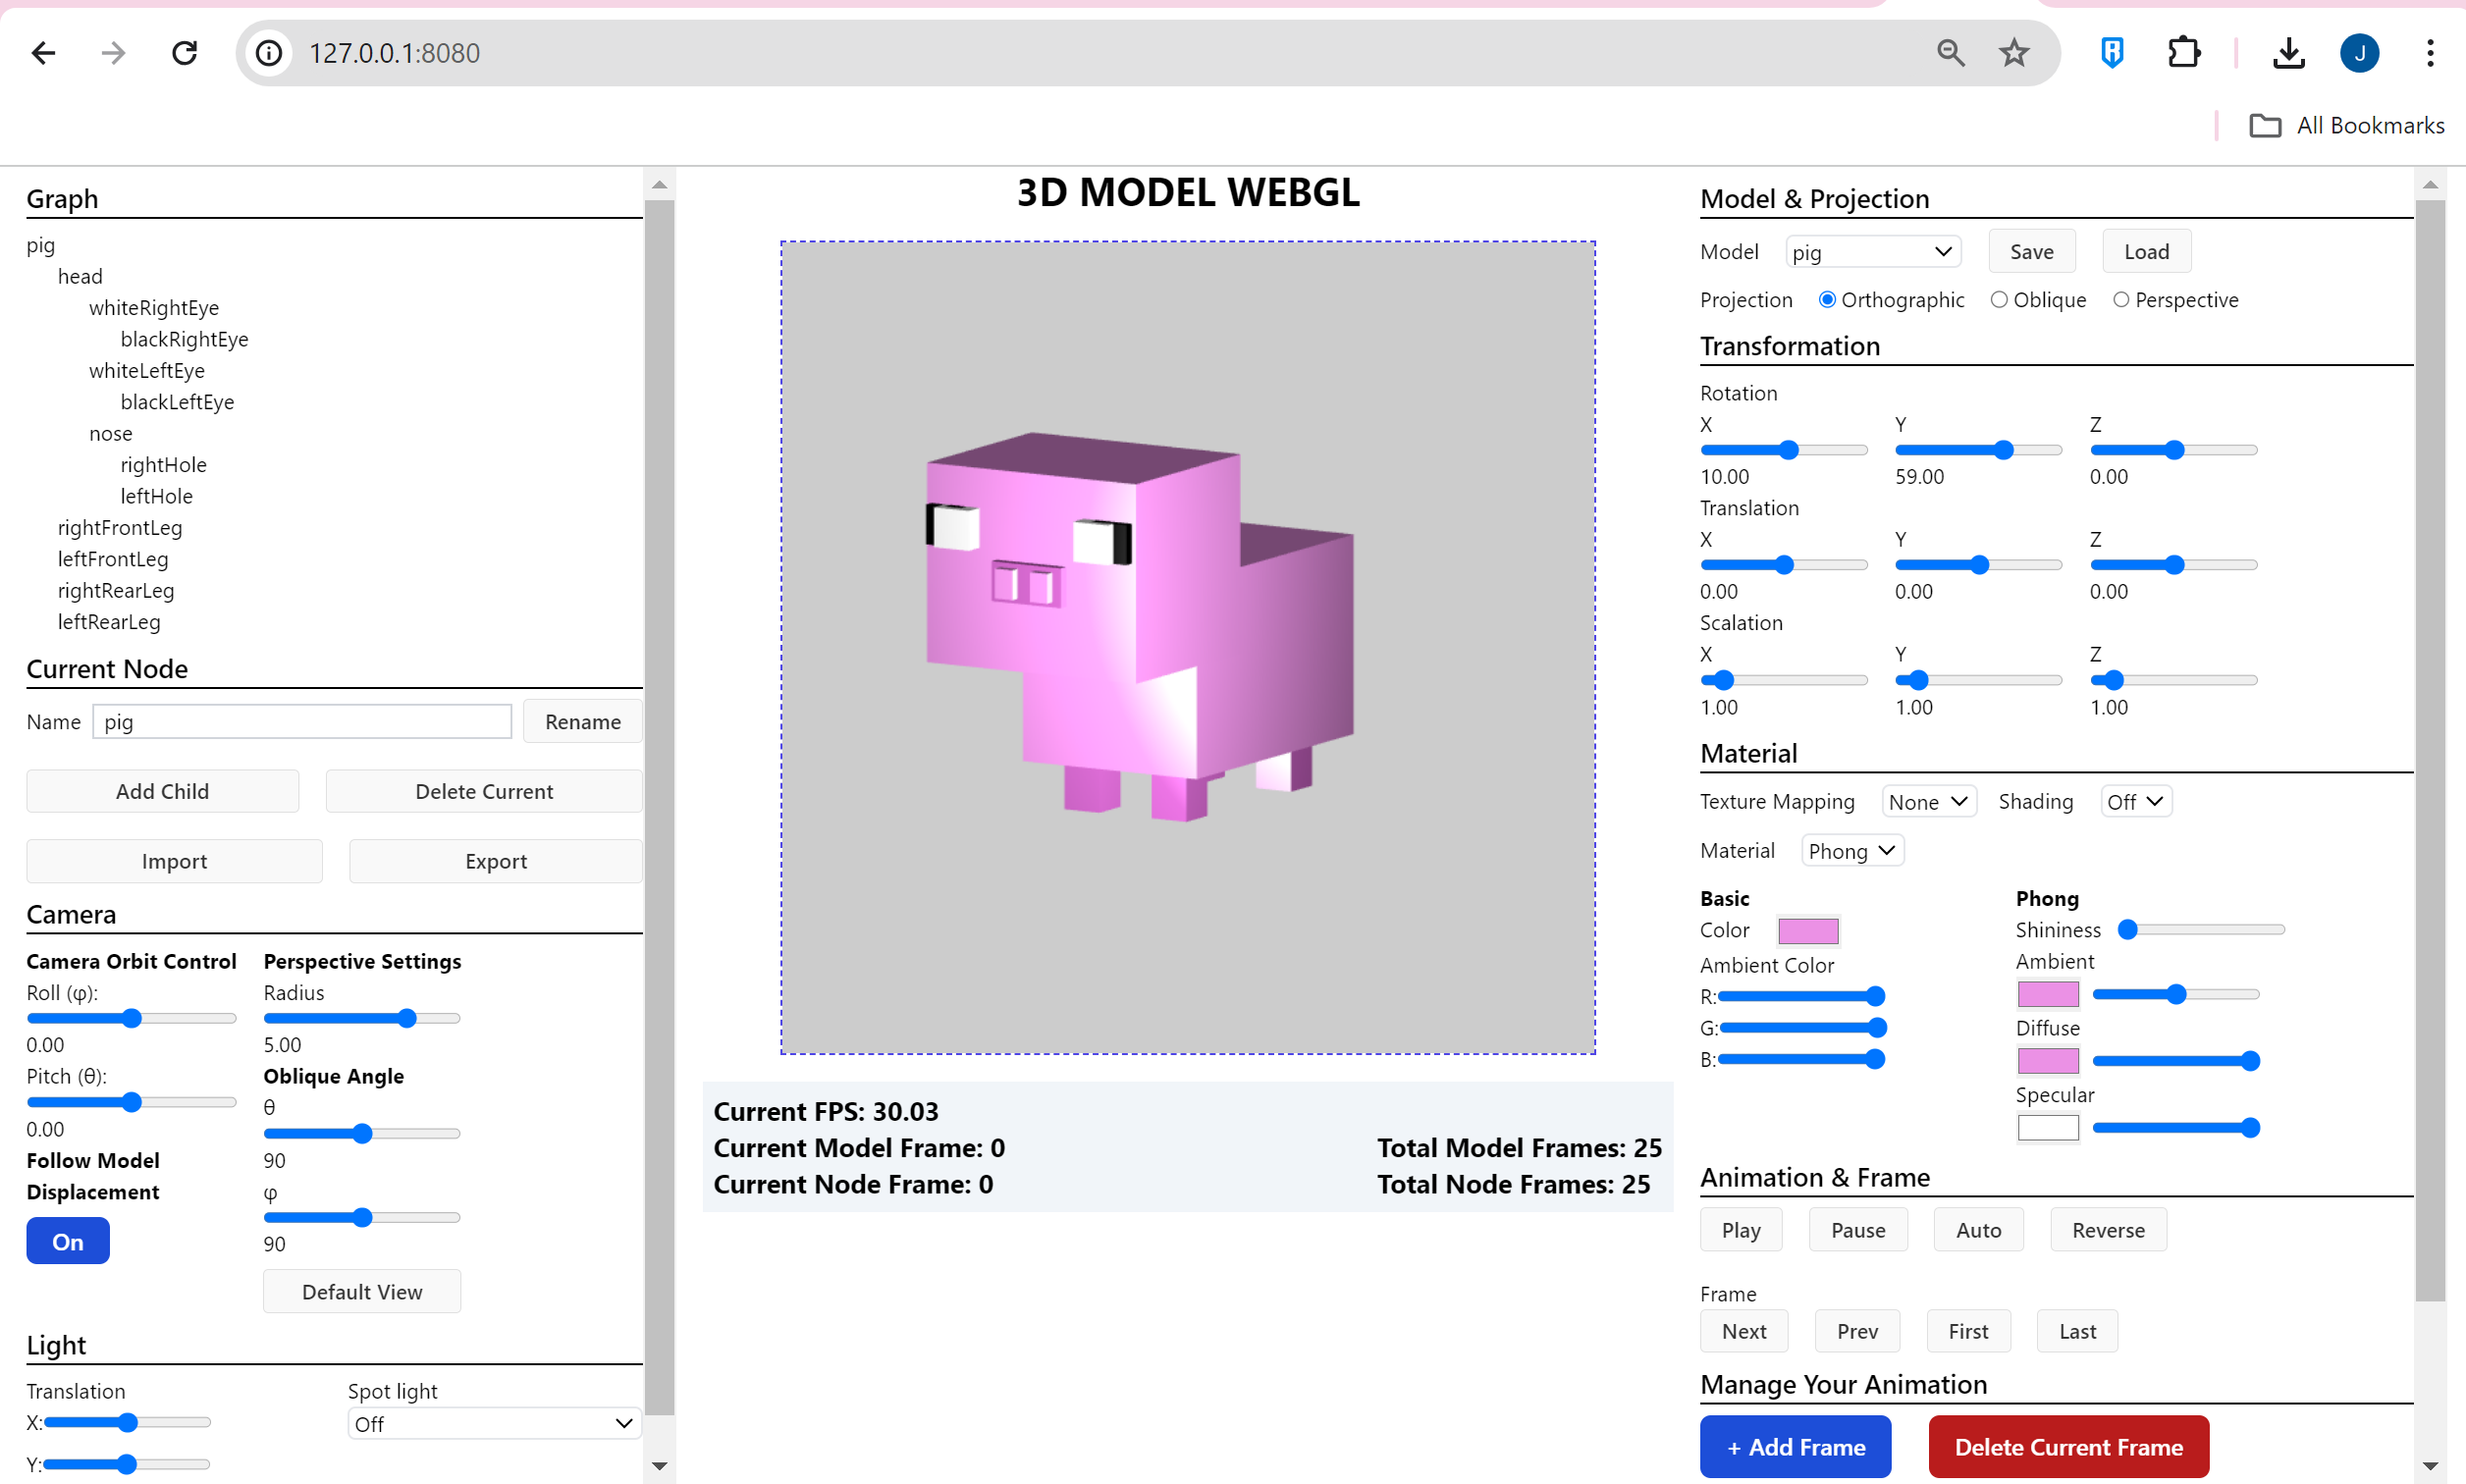 127.0.0.1:8080
J
All Bookmarks
Graph
pig
head
whiteRightEye
blackRightEye
whiteLeftEye
blackLeftEye
nose
rightHole
leftHole
rightFrontLeg
leftFrontLeg
rightRearLeg
leftRearLeg
Current Node
Name pig Rename
Add Child Delete Current
Import Export
Camera
Camera Orbit Control
Roll (φ):
0.00
Pitch (θ):
0.00
Follow Model
Displacement
On
Perspective Settings
Radius
5.00
Oblique Angle
θ
90
φ
90
Default View
Light
Translation
X:
Y:
Spot light
Off
3D MODEL WEBGL
Current FPS: 30.03
Current Model Frame: 0 Total Model Frames: 25
Current Node Frame: 0 Total Node Frames: 25
Model & Projection
Model pig Save Load
Projection Orthographic Oblique Perspective
Transformation
Rotation
X Y Z
10.00 59.00 0.00
Translation
X Y Z
0.00 0.00 0.00
Scalation
X Y Z
1.00 1.00 1.00
Material
Texture Mapping None Shading Off
Material Phong
Basic
Color
Ambient Color
R:
G:
B:
Phong
Shininess
Ambient
Diffuse
Specular
Animation & Frame
Play Pause Auto Reverse
Frame
Next Prev First Last
Manage Your Animation
+ Add Frame Delete Current Frame